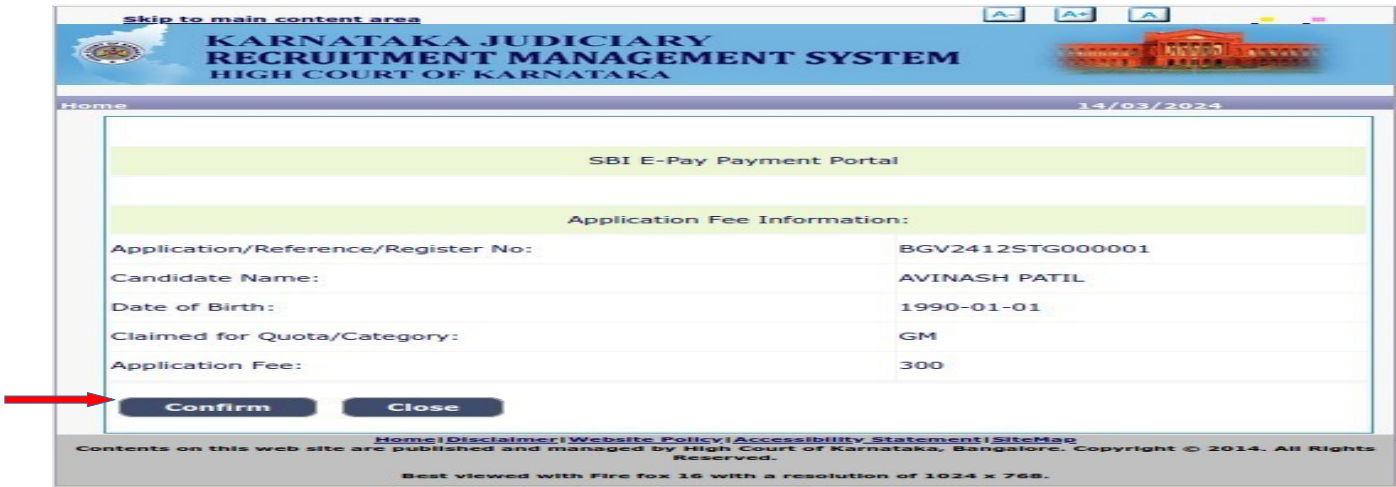 Skip to main content area
A- A+ A
KARNATAKA JUDICIARY
RECRUITMENT MANAGEMENT SYSTEM
HIGH COURT OF KARNATAKA
Home 14/03/2024
SBI E-Pay Payment Portal
Application Fee Information:
Application/Reference/Register No: BGV2412STG000001
Candidate Name: AVINASH PATIL
Date of Birth: 1990-01-01
Claimed for Quota/Category: GM
Application Fee: 300
Confirm Close
Home|Disclaimer|Website Policy|Accessibility Statement|SiteMap
Contents on this web site are published and managed by High Court of Karnataka, Bangalore. Copyright © 2014. All Rights
Reserved.
Best viewed with Fire fox 16 with a resolution of 1024 x 768.